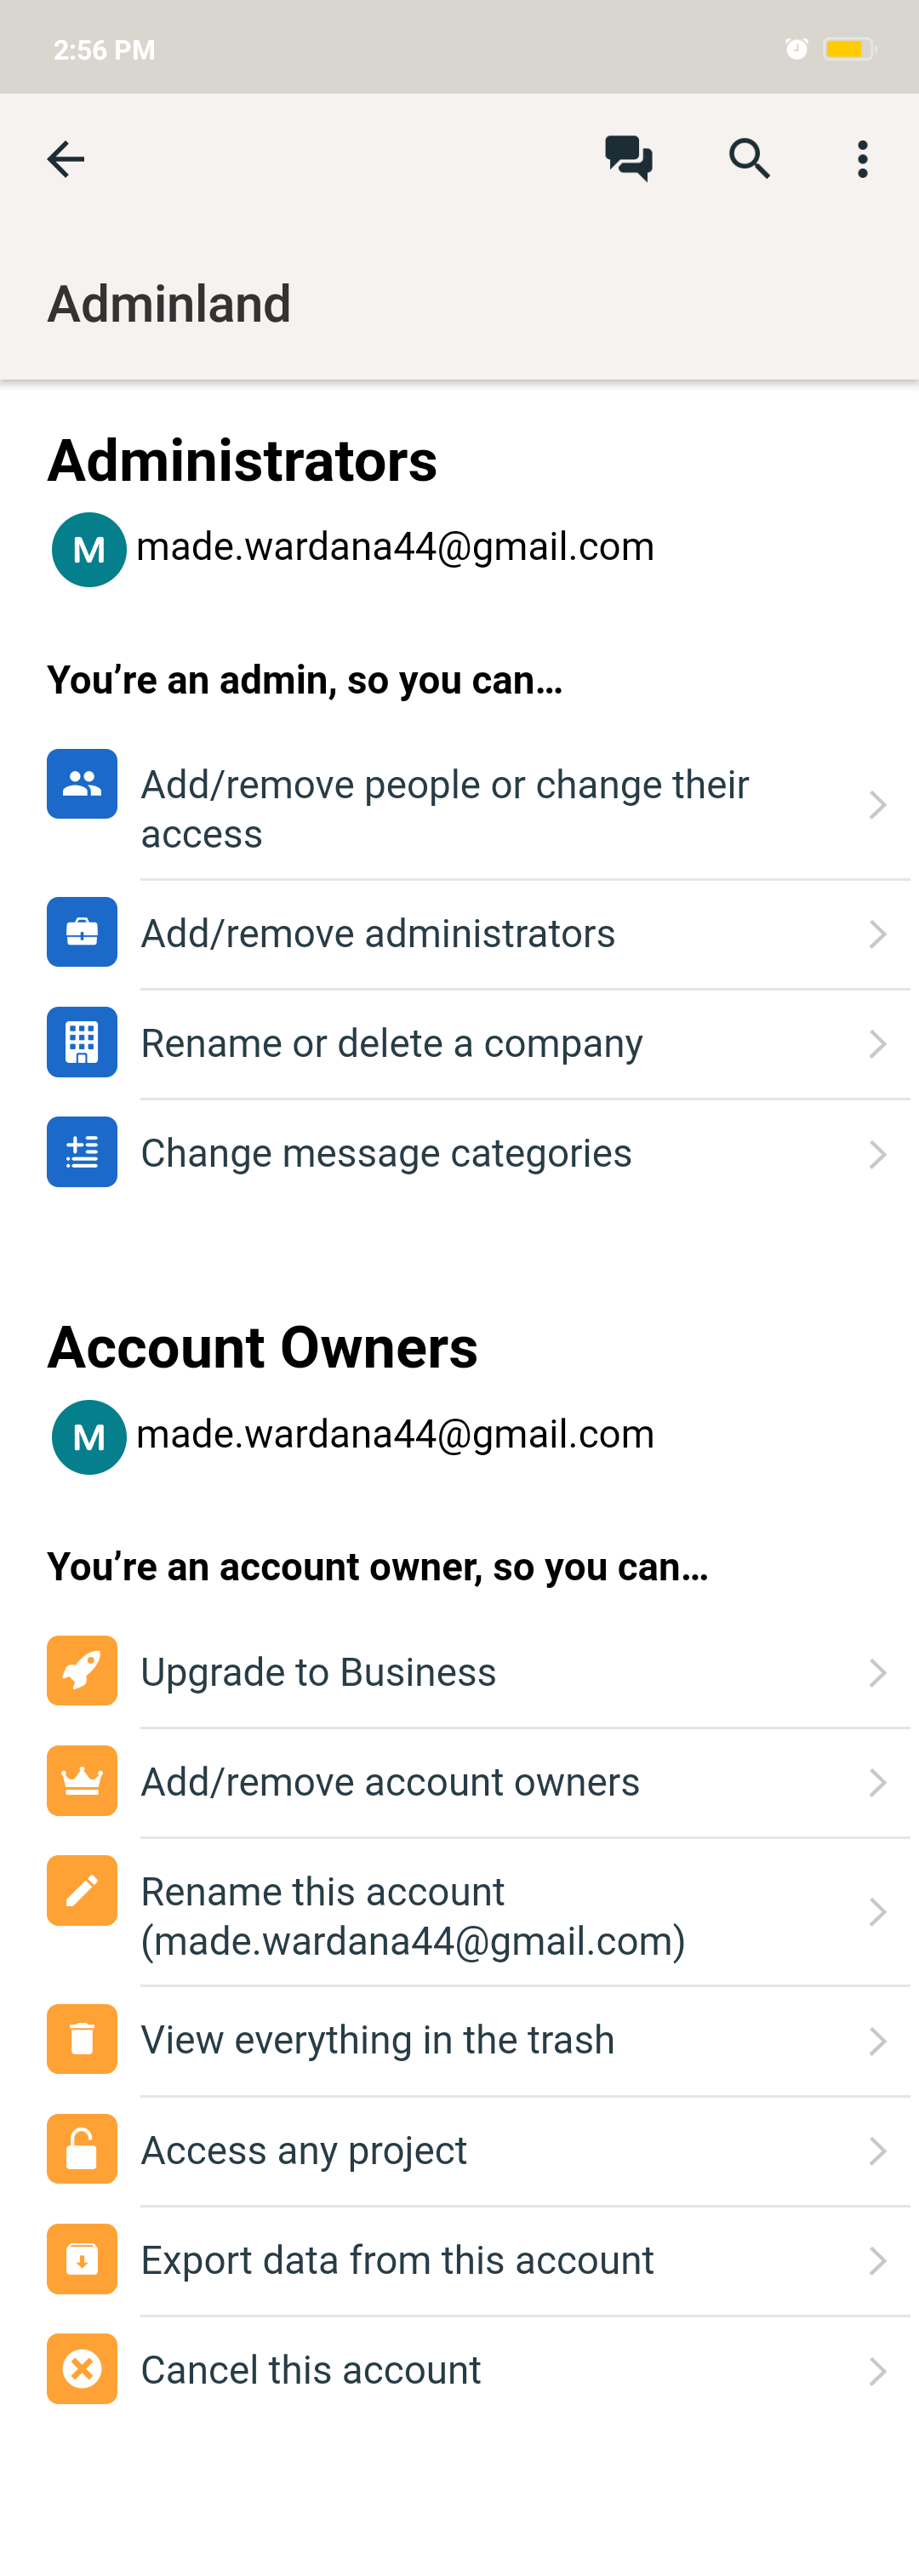 2:56 PM
Adminland
Administrators
M made.wardana44@gmail.com
You’re an admin, so you can…
Add/remove people or change their
access
Add/remove administrators
Rename or delete a company
Change message categories
Account Owners
M made.wardana44@gmail.com
You’re an account owner, so you can…
Upgrade to Business
Add/remove account owners
Rename this account
(made.wardana44@gmail.com)
View everything in the trash
Access any project
Export data from this account
Cancel this account